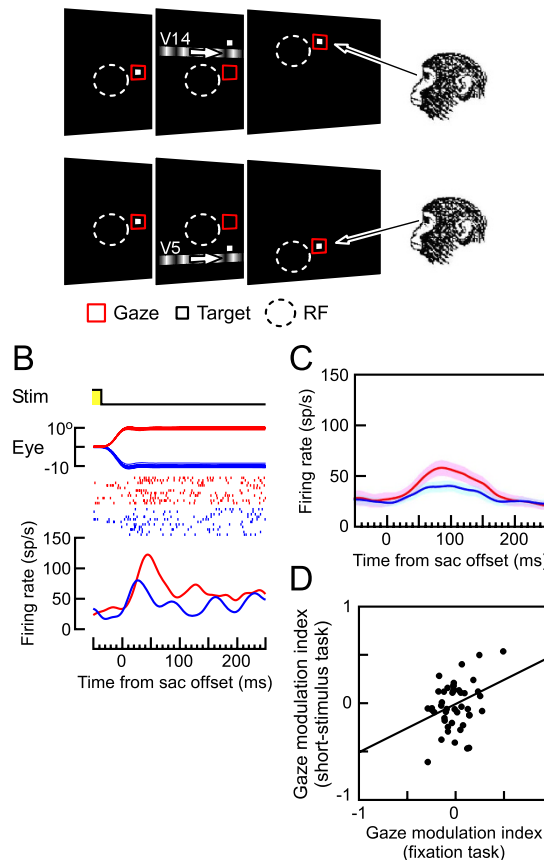 V14
V5
Gaze Target RF
B
Stim
10°
Eye
-10
150
100
50
0
Firing rate (sp/s)
0 100 200
Time from sac offset (ms)
C
150
100
50
0
Firing rate (sp/s)
0 100 200
Time from sac offset (ms)
D
1
0
-1
Gaze modulation index
(short-stimulus task)
-1 0
Gaze modulation index
(fixation task)